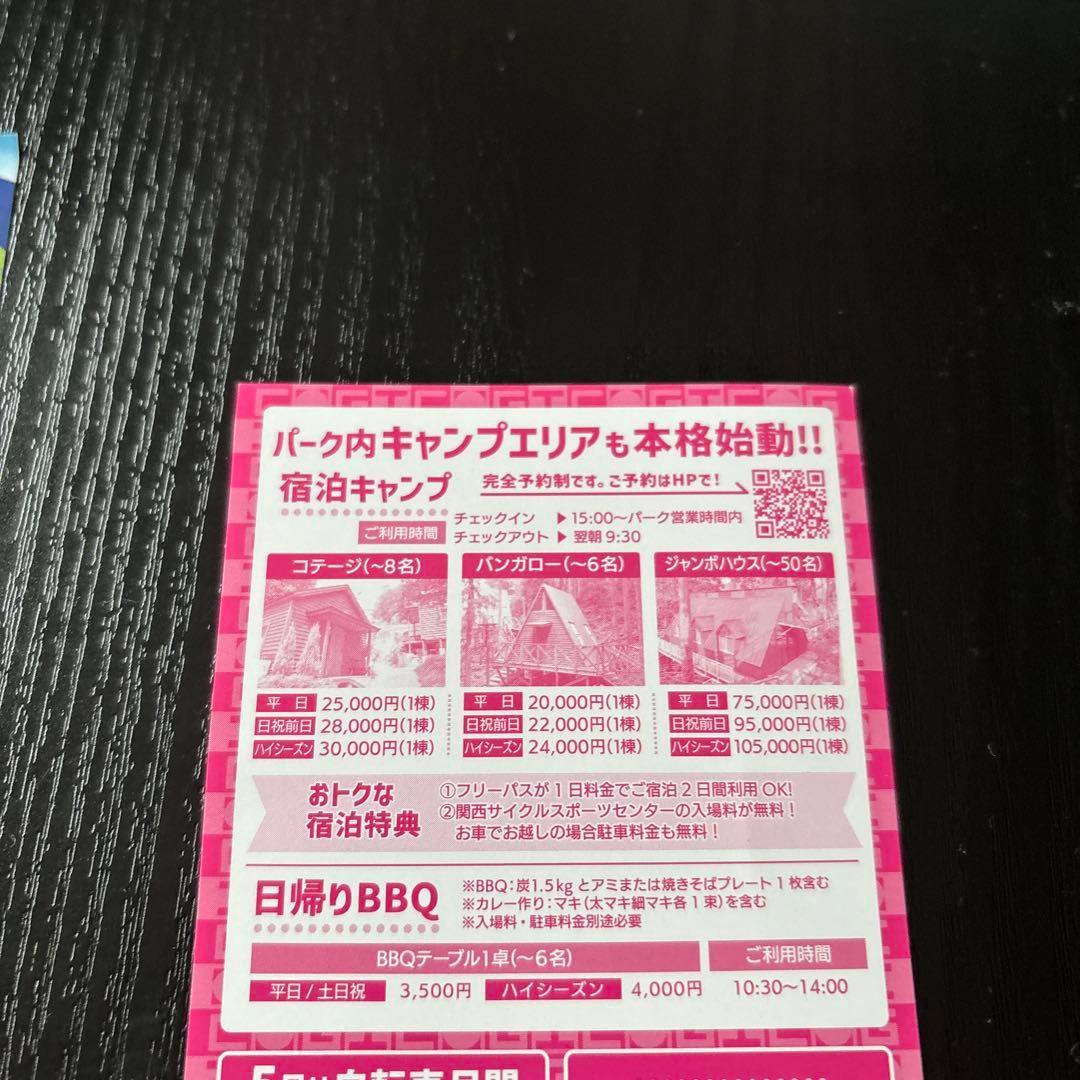 パーク内キャンプエリアも本格始動!!
宿泊キャンプ
完全予約制です。ご予約はHPで!
ご利用時間
チェックイン ▶ 15:00〜パーク営業時間内
チェックアウト ▶ 翌朝 9:30
コテージ(〜8名)
平 日 25,000円(1棟)
日祝前日 28,000円(1棟)
ハイシーズン 30,000円(1棟)
バンガロー(〜6名)
平 日 20,000円(1棟)
日祝前日 22,000円(1棟)
ハイシーズン 24,000円(1棟)
ジャンボハウス(〜50名)
平 日 75,000円(1棟)
日祝前日 95,000円(1棟)
ハイシーズン 105,000円(1棟)
おトクな
宿泊特典
①フリーパスが1日料金でご宿泊2日間利用OK!
②関西サイクルスポーツセンターの入場料が無料!
お車でお越しの場合駐車料金も無料!
日帰りBBQ
※BBQ:炭1.5kgとアミまたは焼きそばプレート1枚含む
※カレー作り:マキ(太マキ細マキ各1束)を含む
※入場料・駐車料金別途必要
BBQテーブル1卓(〜6名)
ご利用時間
平日/土日祝 3,500円 ハイシーズン 4,000円 10:30〜14:00